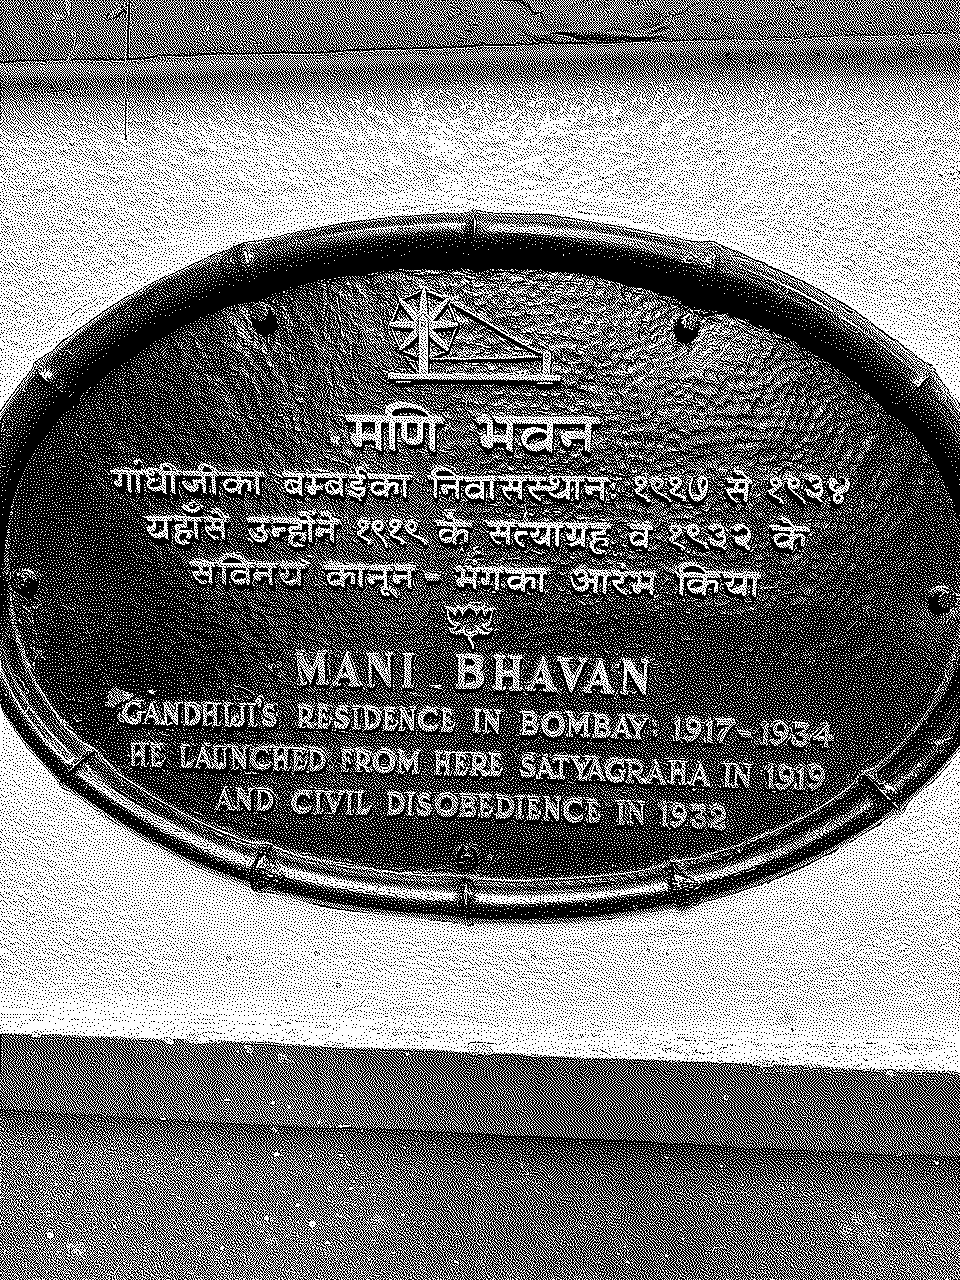 मणि भवन
गांधीजीका बम्बईका निवासस्थान: १९१७ से १९३४
यहाँसे उन्होंने १९१९ के सत्याग्रह व १९३२ के
सविनय कानून - भंगका आरंभ किया
MANI BHAVAN
GANDHIJI'S RESIDENCE IN BOMBAY: 1917-1934
HE LAUNCHED FROM HERE SATYAGRAHA IN 1919
AND CIVIL DISOBEDIENCE IN 1932